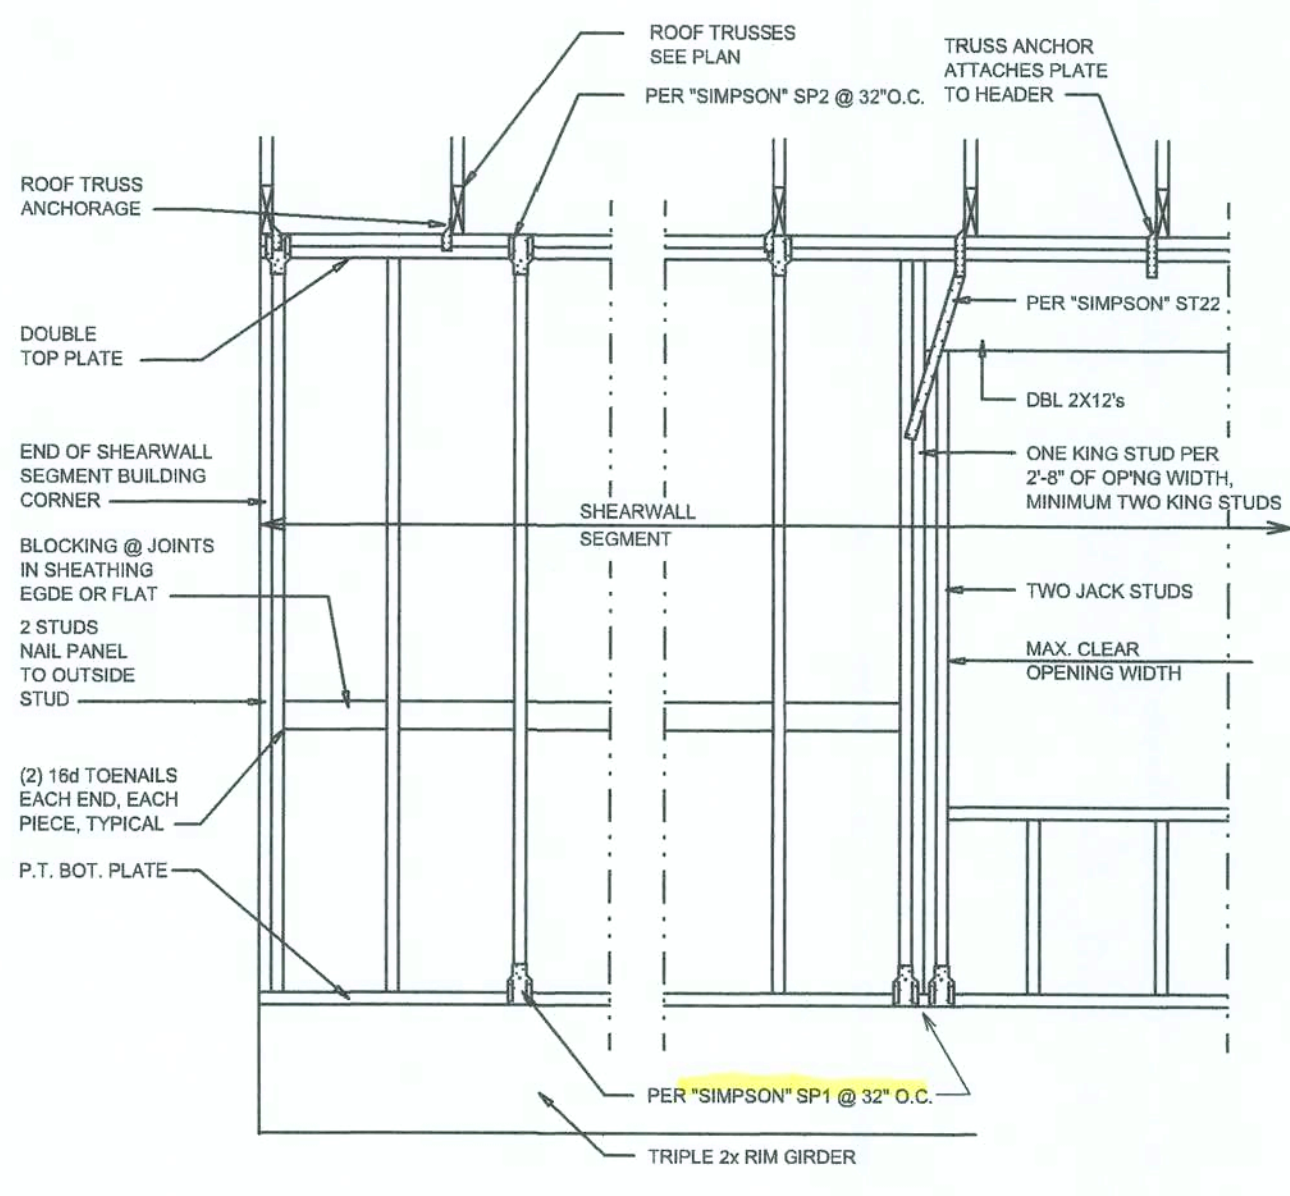 ROOF TRUSSES
SEE PLAN
PER "SIMPSON" SP2 @ 32"O.C.
TRUSS ANCHOR
ATTACHES PLATE
TO HEADER
ROOF TRUSS
ANCHORAGE
PER "SIMPSON" ST22
DOUBLE
TOP PLATE
DBL 2X12's
END OF SHEARWALL
SEGMENT BUILDING
CORNER
ONE KING STUD PER
2'-8" OF OP'NG WIDTH,
MINIMUM TWO KING STUDS
SHEARWALL
SEGMENT
BLOCKING @ JOINTS
IN SHEATHING
EGDE OR FLAT
TWO JACK STUDS
2 STUDS
NAIL PANEL
TO OUTSIDE
STUD
MAX. CLEAR
OPENING WIDTH
(2) 16d TOENAILS
EACH END, EACH
PIECE, TYPICAL
P.T. BOT. PLATE
PER "SIMPSON" SP1 @ 32" O.C.
TRIPLE 2x RIM GIRDER